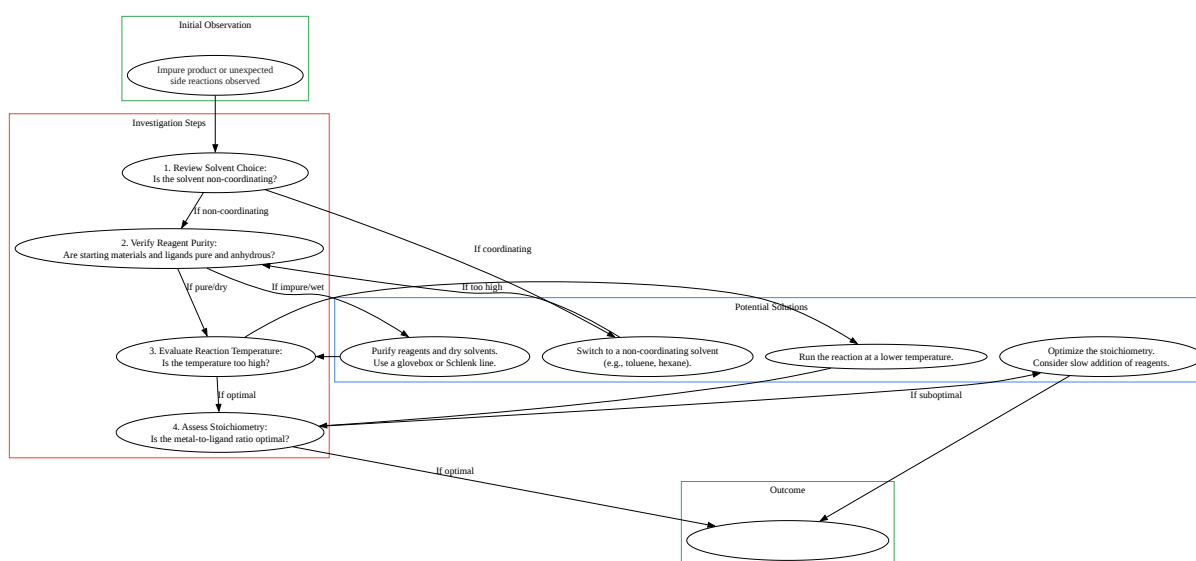 Initial Observation
Impure product or unexpected
side reactions observed
Investigation Steps
1. Review Solvent Choice:
Is the solvent non-coordinating?
If non-coordinating
2. Verify Reagent Purity:
Are starting materials and ligands pure and anhydrous?
If coordinating
If pure/dry
If impure/wet
If too high
Potential Solutions
3. Evaluate Reaction Temperature:
Is the temperature too high?
Purify reagents and dry solvents.
Use a glovebox or Schlenk line.
Switch to a non-coordinating solvent
(e.g., toluene, hexane).
Run the reaction at a lower temperature.
Optimize the stoichiometry.
Consider slow addition of reagents.
If optimal
If suboptimal
4. Assess Stoichiometry:
Is the metal-to-ligand ratio optimal?
If optimal
Outcome